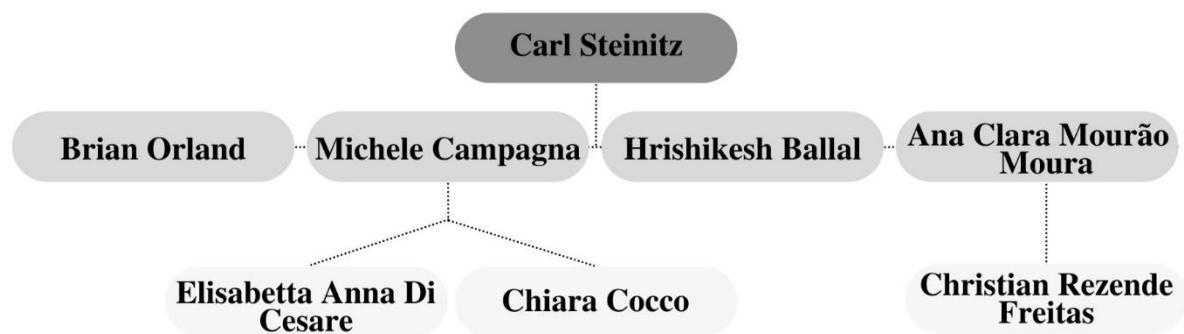 Carl Steinitz
Brian Orland
Michele Campagna
Hrishikesh Ballal
Ana Clara Mourão
Moura
Elisabetta Anna Di
Cesare
Chiara Cocco
Christian Rezende
Freitas